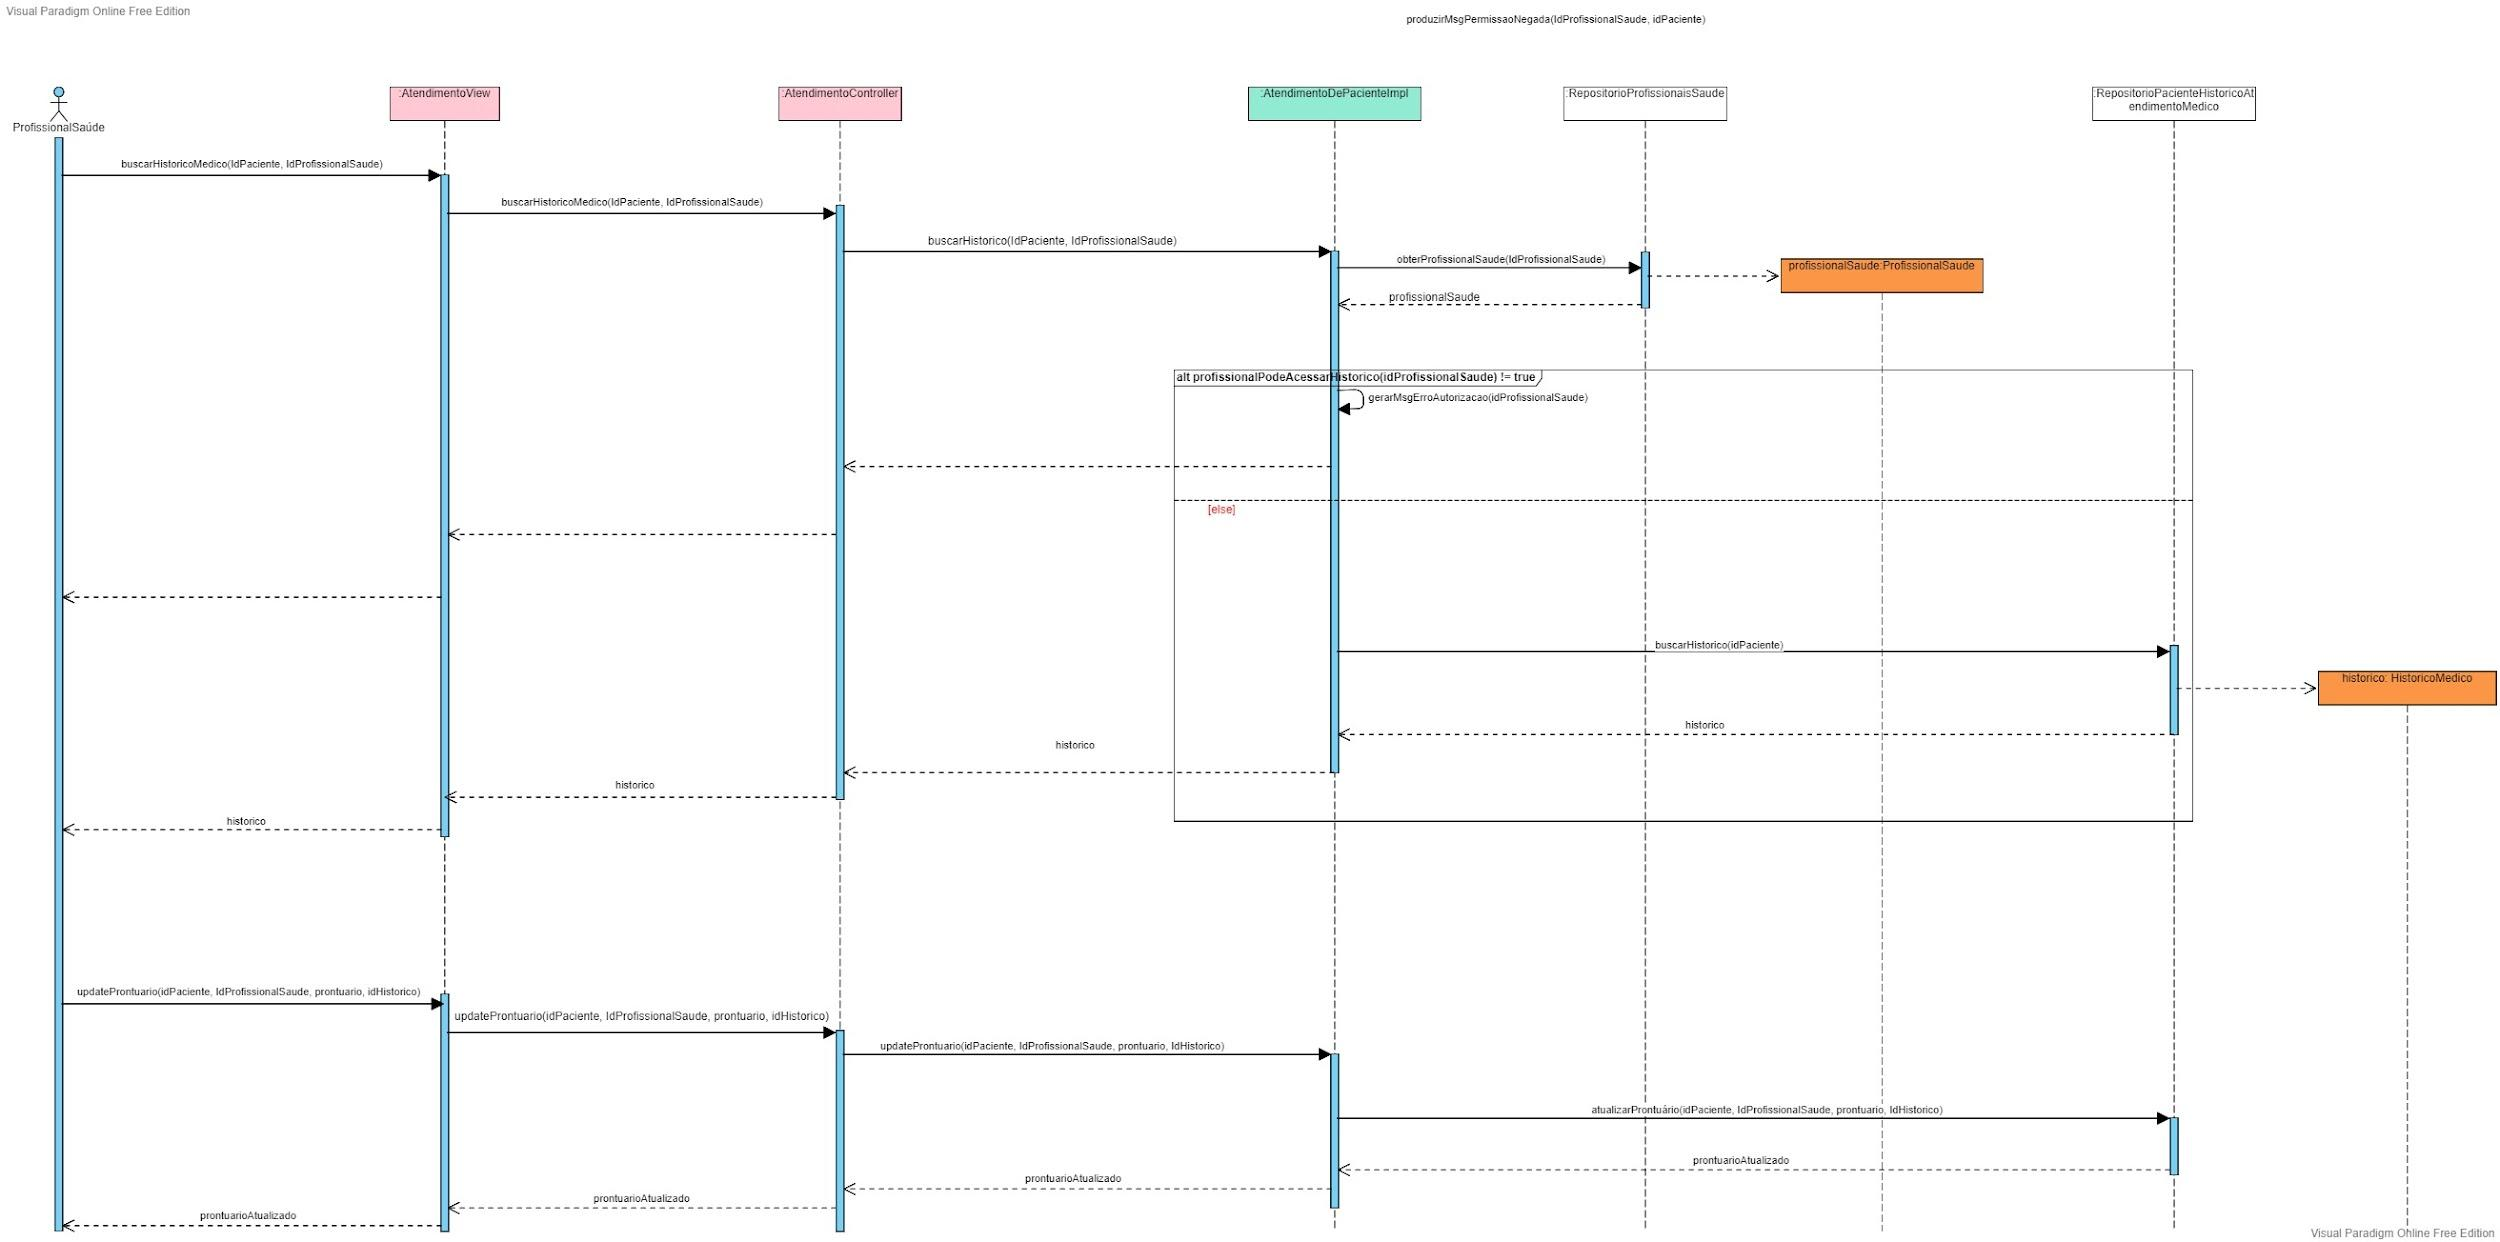 Visual Paradigm Online Free Edition
produzirMsgPermissaoNegada(IdProfissionalSaude, idPaciente)
ProfissionalSaúde
:AtendimentoView
:AtendimentoController
:AtendimentoDePacienteImpl
:RepositorioProfissionaisSaude
:RepositorioPacienteHistoricoAt
endimentoMedico
buscarHistoricoMedico(IdPaciente, IdProfissionalSaude)
buscarHistoricoMedico(IdPaciente, IdProfissionalSaude)
buscarHistorico(IdPaciente, IdProfissionalSaude)
obterProfissionalSaude(IdProfissionalSaude)
profissionalSaude:ProfissionalSaude
profissionalSaude
alt profissionalPodeAcessarHistorico(idProfissionalSaude) != true
gerarMsgErroAutorizacao(idProfissionalSaude)
[else]
buscarHistorico(idPaciente)
historico: HistoricoMedico
historico
historico
historico
historico
updateProntuario(idPaciente, IdProfissionalSaude, prontuario, idHistorico)
updateProntuario(idPaciente, IdProfissionalSaude, prontuario, idHistorico)
updateProntuario(idPaciente, IdProfissionalSaude, prontuario, IdHistorico)
atualizarProntuário(idPaciente, IdProfissionalSaude, prontuario, IdHistorico)
prontuarioAtualizado
prontuarioAtualizado
prontuarioAtualizado
prontuarioAtualizado
Visual Paradigm Online Free Edition